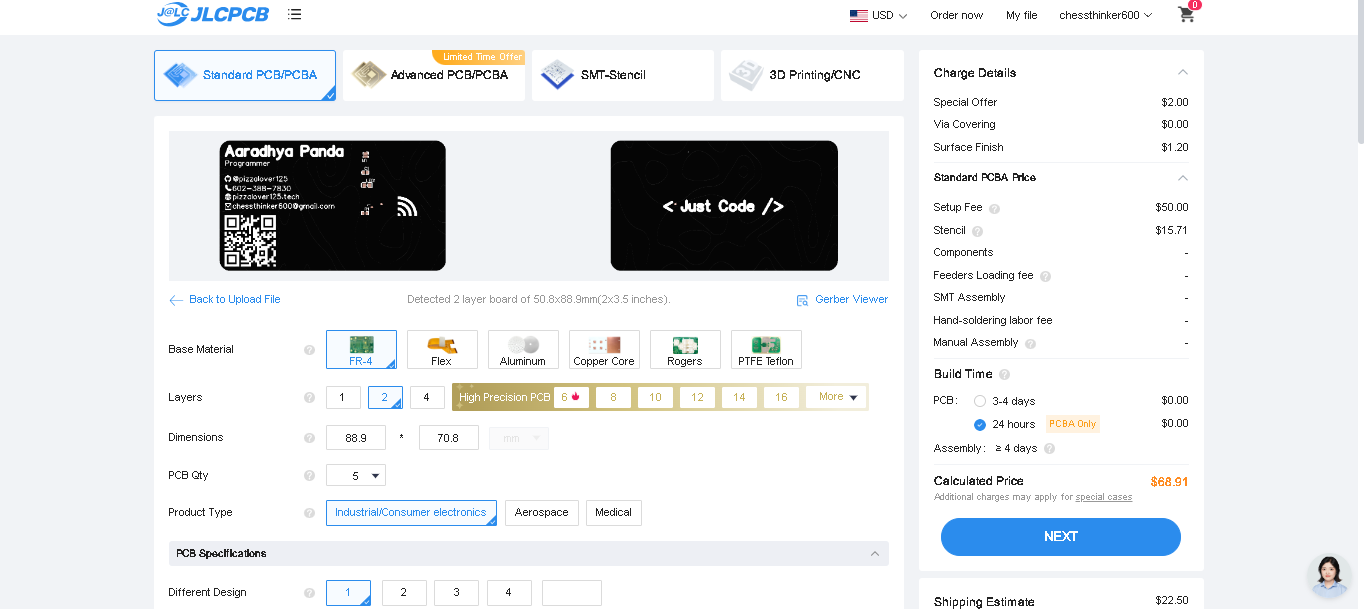 J@LC JLCPCB
USD
Order now
My file
chessthinker600
0
Standard PCB/PCBA
Limited Time Offer
Advanced PCB/PCBA
SMT-Stencil
3D Printing/CNC
Aaradhya Panda
Programmer
@pizzalover125
602-388-7830
pizzalover125.tech
chessthinker600@gmail.com
< Just Code />
Back to Upload File
Detected 2 layer board of 50.8x88.9mm(2x3.5 inches).
Gerber Viewer
Base Material
FR-4
Flex
Aluminum
Copper Core
Rogers
PTFE Teflon
Layers
1
2
4
High Precision PCB
6
8
10
12
14
16
More
Dimensions
88.9
*
70.8
mm
PCB Qty
5
Product Type
Industrial/Consumer electronics
Aerospace
Medical
PCB Specifications
Different Design
1
2
3
4
Charge Details
Special Offer $2.00
Via Covering $0.00
Surface Finish $1.20
Standard PCBA Price
Setup Fee $50.00
Stencil $15.71
Components -
Feeders Loading fee -
SMT Assembly -
Hand-soldering labor fee -
Manual Assembly -
Build Time
PCB: 3-4 days $0.00
24 hours PCBA Only $0.00
Assembly: ≥ 4 days
Calculated Price $68.91
Additional charges may apply for special cases
NEXT
Shipping Estimate $22.50